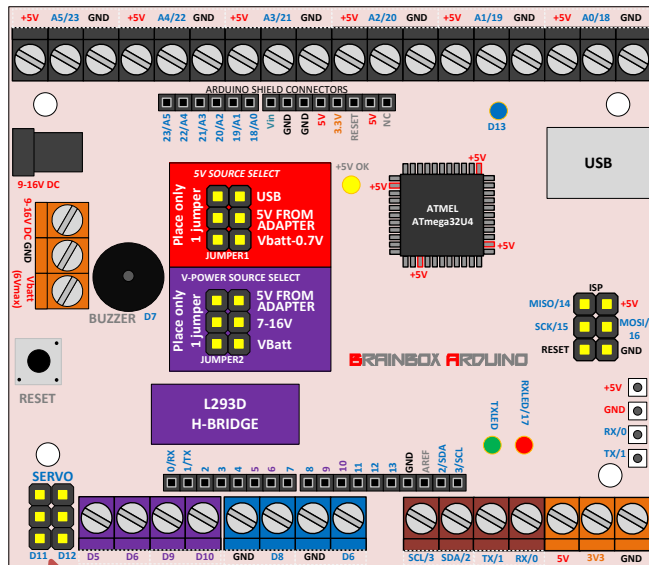 +5V A5/23 GND +5V A4/22 GND +5V A3/21 GND +5V A2/20 GND +5V A1/19 GND +5V A0/18 GND
ARDUINO SHIELD CONNECTORS
23/A5 22/A4 21/A3 20/A2 19/A1 18/A0 Vin GND GND 5V 3.3V RESET 5V NC
D13
9-16V DC
5V SOURCE SELECT
Place only
1 jumper
USB
5V FROM
ADAPTER
Vbatt-0.7V
JUMPER1
+5V OK
+5V
+5V
+5V
+5V
ATMEL
ATmega32U4
USB
9-16V DC GND Vbatt
(6Vmax)
BUZZER D7
V-POWER SOURCE SELECT
Place only
1 jumper
5V FROM
ADAPTER
7-16V
VBatt
JUMPER2
ISP
MISO/14 +5V
SCK/15 MOSI/
16
RESET GND
BRAINBOX ARDUINO
RESET
L293D
H-BRIDGE
TXLED RXLED/17
+5V
GND
RX/0
TX/1
0/RX 1/TX 2 3 4 5 6 7 8 9 10 11 12 13 GND AREF 2/SDA 3/SCL
SERVO
D11 D12
D5 D6 D9 D10 GND D8 GND D6 SCL/3 SDA/2 TX/1 RX/0 5V 3V3 GND